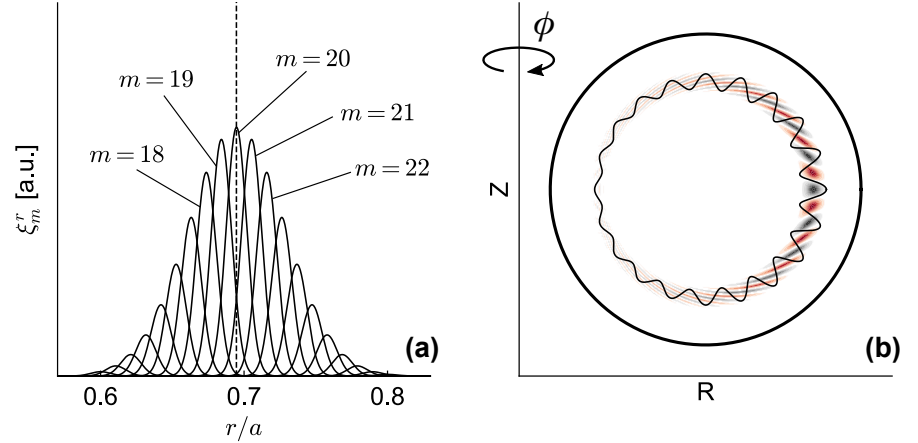 m = 20
m = 19
m = 21
m = 18
m = 22
ξ_m^r [a.u.]
(a)
0.6 0.7 0.8
r/a
ϕ
Z
(b)
R